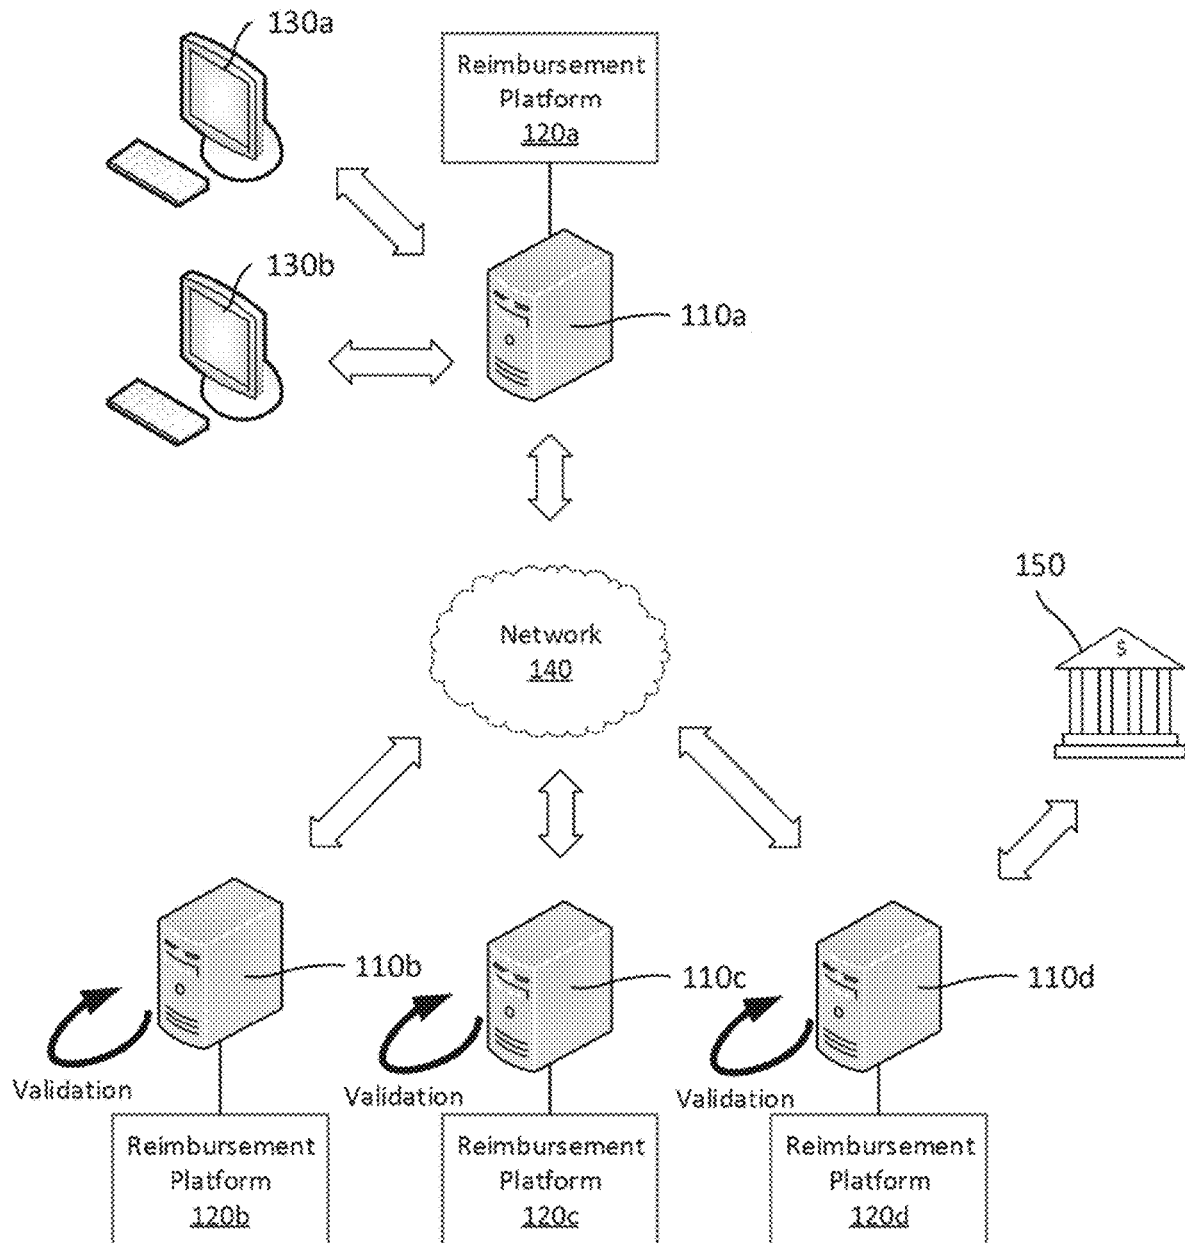 130a
Reimbursement
Platform
120a
130b
110a
150
$
Network
140
110b
110c
110d
Validation
Validation
Validation
Reimbursement
Platform
120b
Reimbursement
Platform
120c
Reimbursement
Platform
120d